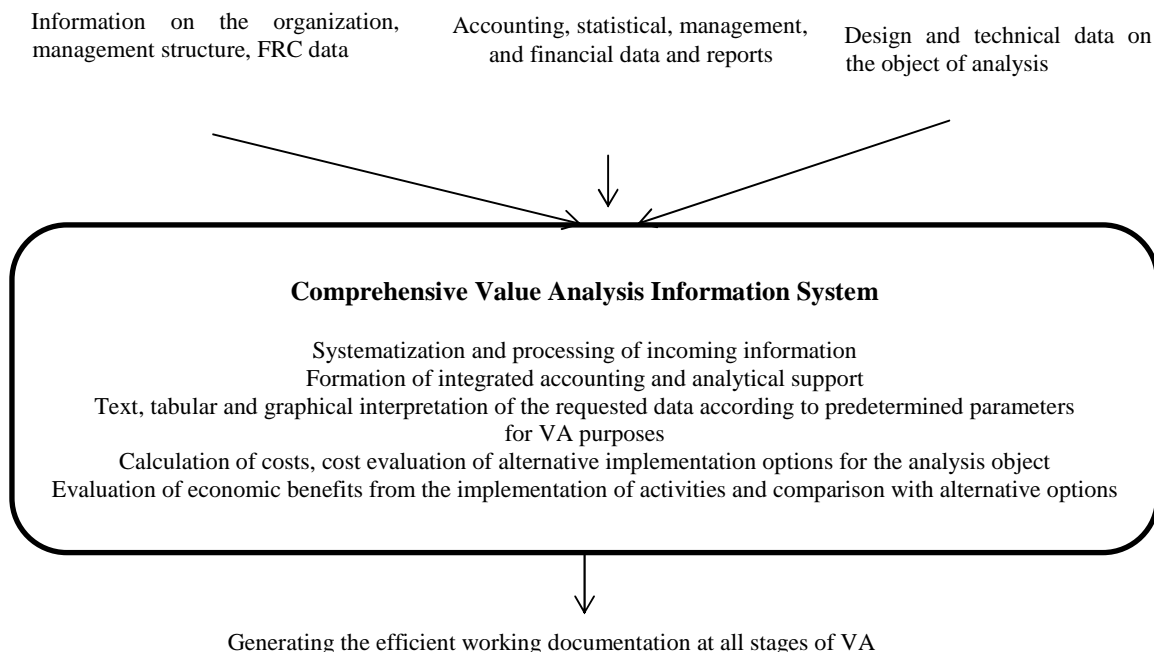 Information on the organization,
management structure, FRC data
Accounting, statistical, management,
and financial data and reports
Design and technical data on
the object of analysis
Comprehensive Value Analysis Information System
Systematization and processing of incoming information
Formation of integrated accounting and analytical support
Text, tabular and graphical interpretation of the requested data according to predetermined parameters
for VA purposes
Calculation of costs, cost evaluation of alternative implementation options for the analysis object
Evaluation of economic benefits from the implementation of activities and comparison with alternative options
Generating the efficient working documentation at all stages of VA